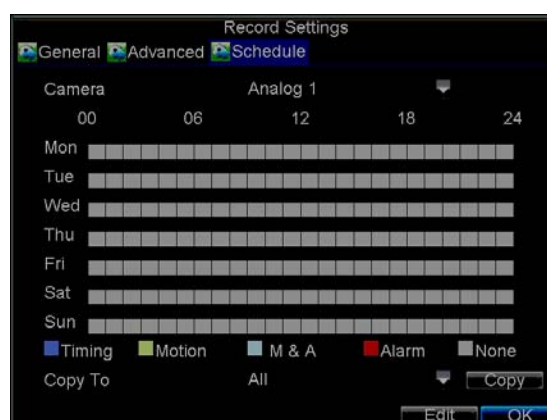 Record Settings
General Advanced Schedule
Camera Analog 1
00 06 12 18 24
Mon
Tue
Wed
Thu
Fri
Sat
Sun
Timing Motion M & A Alarm None
Copy To All Copy
Edit OK